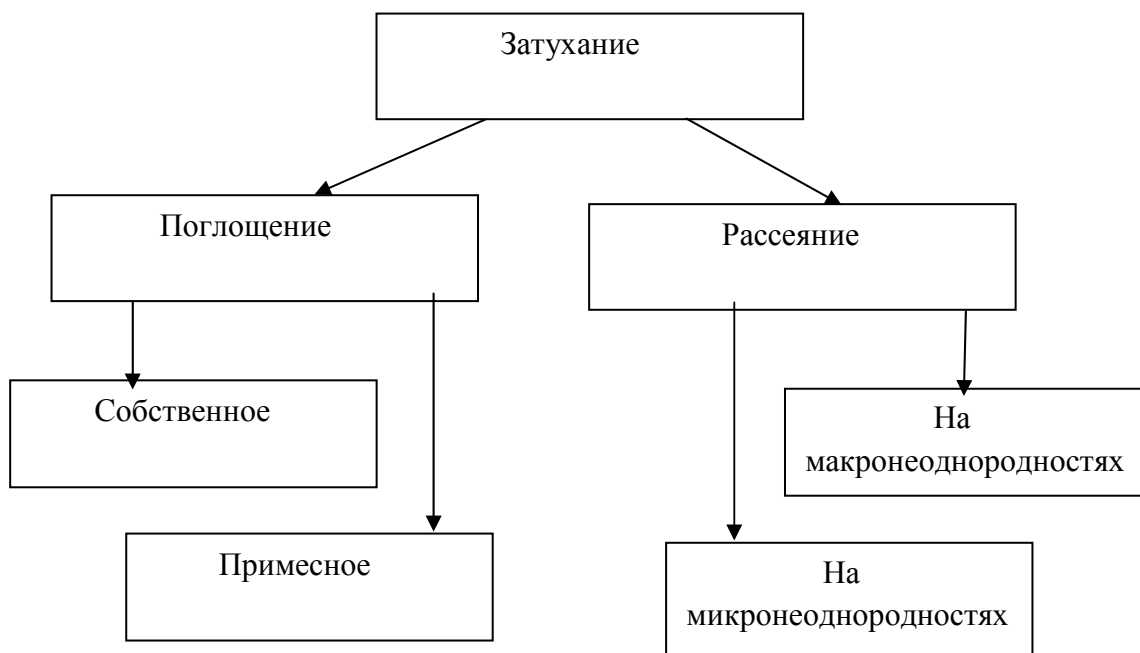 Затухание
Поглощение
Рассеяние
Собственное
На
макронеоднородностях
Примесное
На
микронеоднородностях